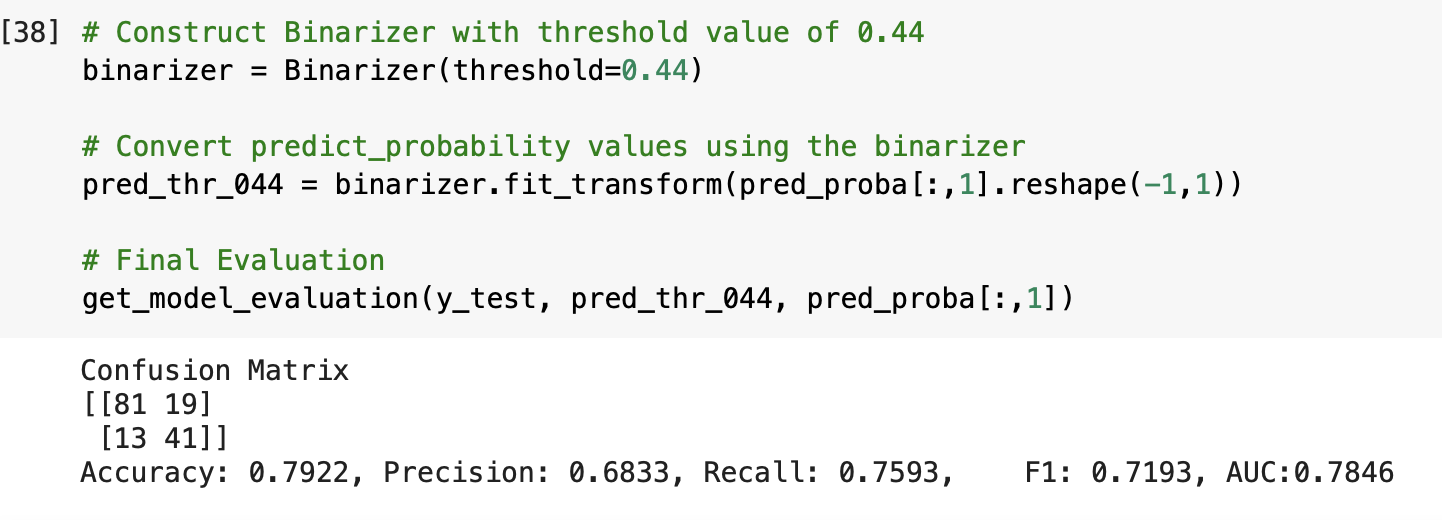 [38] # Construct Binarizer with threshold value of 0.44
binarizer = Binarizer(threshold=0.44)
# Convert predict_probability values using the binarizer
pred_thr_044 = binarizer.fit_transform(pred_proba[:,1].reshape(-1,1))
# Final Evaluation
get_model_evaluation(y_test, pred_thr_044, pred_proba[:,1])
Confusion Matrix
[[81 19]
 [13 41]]
Accuracy: 0.7922, Precision: 0.6833, Recall: 0.7593,    F1: 0.7193, AUC:0.7846